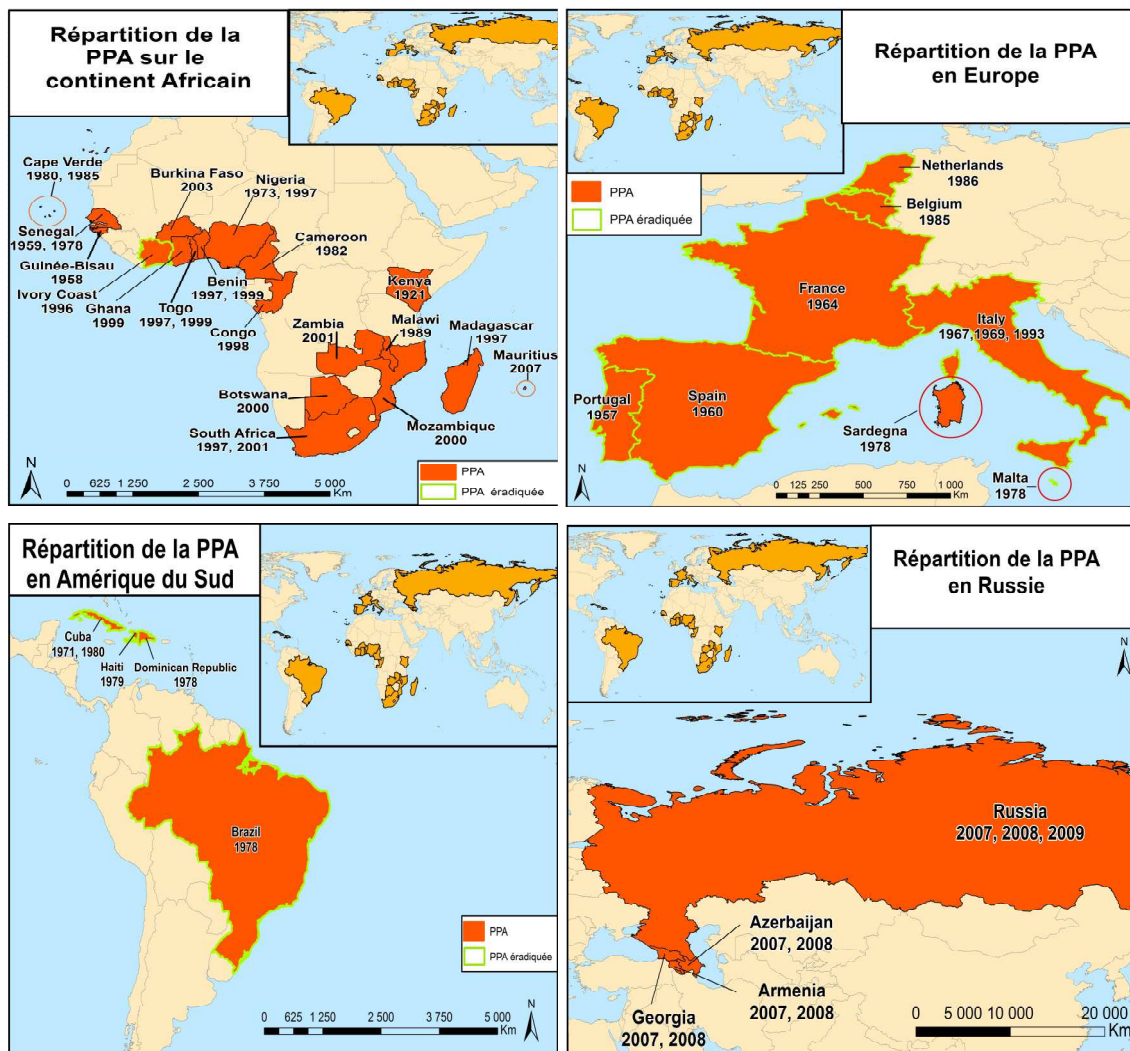 Répartition de la
PPA sur le
continent Africain
Cape Verde
1980, 1985
Burkina Faso
2003
Nigeria
1973, 1997
Senegal
1959, 1978
Guinée-Bisau
1958
Ivory Coast
1996
Ghana
1999
Togo
1997, 1999
Benin
1997, 1999
Cameroon
1982
Congo
1998
Kenya
1921
Zambia
2001
Malawi
1989
Madagascar
1997
Mauritius
2007
Botswana
2000
South Africa
1997, 2001
Mozambique
2000
N
0 625 1 250 2 500 3 750 5 000
Km
PPA
PPA éradiquée
Répartition de la PPA
en Europe
PPA
PPA éradiquée
Netherlands
1986
Belgium
1985
France
1964
Italy
1967,1969, 1993
Portugal
1957
Spain
1960
Sardegna
1978
Malta
1978
N
0 125 250 500 750 1 000
Km
Répartition de la PPA
en Amérique du Sud
Cuba
1971, 1980
Haiti
1979
Dominican Republic
1978
Brazil
1978
PPA
PPA éradiquée
0 625 1 250 2 500 3 750 5 000
Km
N
Répartition de la PPA
en Russie
N
Russia
2007, 2008, 2009
Azerbaijan
2007, 2008
Armenia
2007, 2008
Georgia
2007, 2008
0 5 000 10 000 20 000
Km